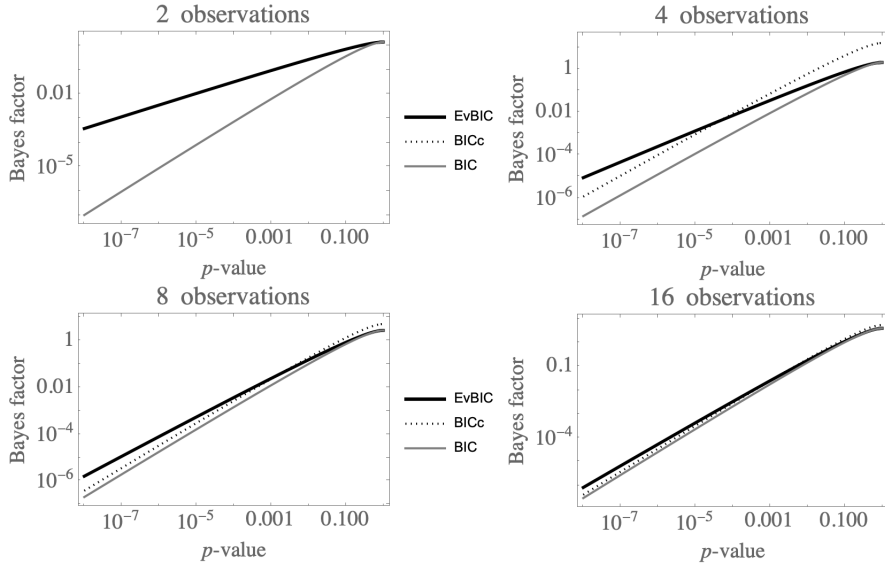 2 observations
4 observations
Bayes factor
0.01
10^-5
10^-7
10^-5
0.001
0.100
p-value
EvBIC
BICc
BIC
Bayes factor
1
0.01
10^-4
10^-6
10^-7
10^-5
0.001
0.100
p-value
8 observations
16 observations
Bayes factor
1
0.01
10^-4
10^-6
10^-7
10^-5
0.001
0.100
p-value
EvBIC
BICc
BIC
Bayes factor
0.1
10^-4
10^-7
10^-5
0.001
0.100
p-value